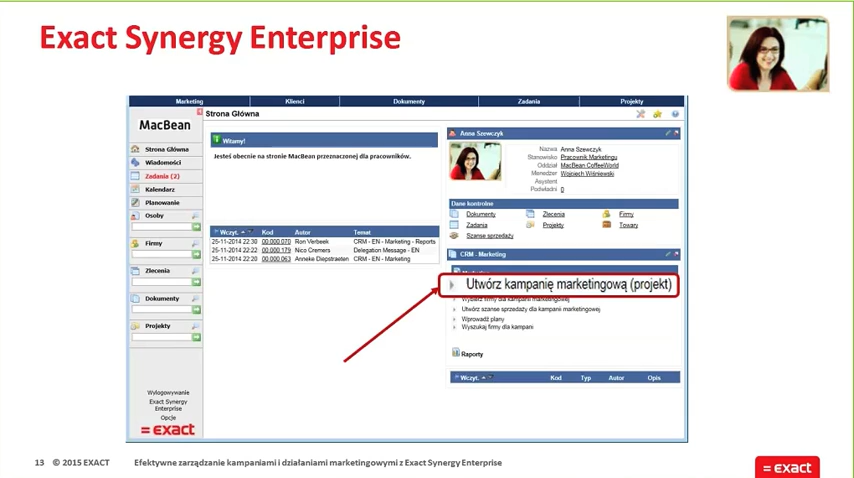 Exact Synergy Enterprise
Marketing Klienci Dokumenty Zadania Projekty
MacBean
Strona Główna
Strona Główna
Wiadomości
Zadania (2)
Kalendarz
Planowanie
Osoby
Firmy
Zlecenia
Dokumenty
Projekty
Wylogowywanie
Exact Synergy
Enterprise
Opcje
= exact
Witamy!
Jesteś obecnie na stronie MacBean przeznaczonej dla pracowników.
Wczyt. Kod Autor Temat
25-11-2014 22:30 00.000.070 Ron Verbeek CRM - EN - Marketing - Reports
25-11-2014 22:22 00.000.179 Nico Cremers Delegation Message - EN
25-11-2014 22:20 00.000.063 Anneke Diepstraeten CRM - EN - Marketing
Anna Szewczyk
Nazwa Anna Szewczyk
Stanowisko Pracownik Marketingu
Oddział MacBean CoffeeWorld
Menedżer Wojciech Wiśniewski
Asystent
Podwładni 0
Dane kontrolne
Dokumenty Zlecenia Firmy
Zadania Projekty Towary
Szanse sprzedaży
CRM - Marketing
Marketing
Utwórz kampanię marketingową (projekt)
Wybierz firmy dla kampanii marketingowej
Utwórz szanse sprzedaży dla kampanii marketingowej
Wprowadź plany
Wyszukaj firmy dla kampanii
Raporty
Wczyt. Kod Typ Autor Opis
13 © 2015 EXACT Efektywne zarządzanie kampaniami i działaniami marketingowymi z Exact Synergy Enterprise
= exact